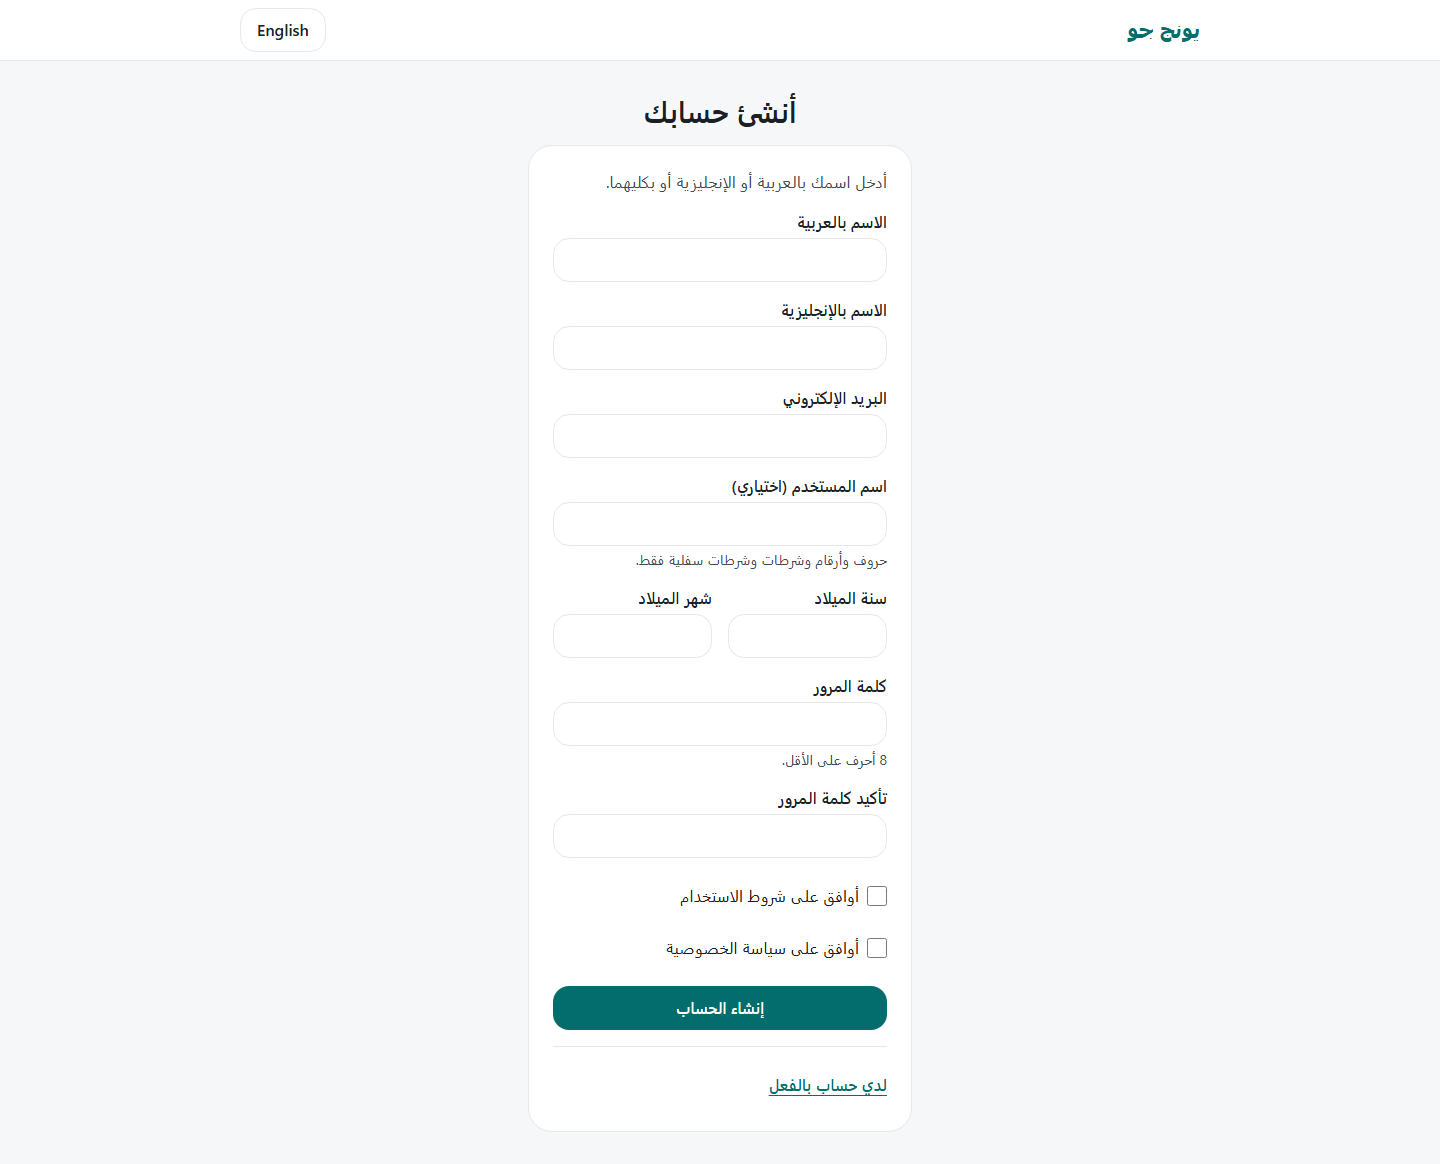 يونج جو
English
أنشئ حسابك
أدخل اسمك بالعربية أو الإنجليزية أو بكليهما.
الاسم بالعربية
الاسم بالإنجليزية
البريد الإلكتروني
اسم المستخدم (اختياري)
حروف وأرقام وشرطات وشرطات سفلية فقط.
سنة الميلاد
شهر الميلاد
كلمة المرور
8 أحرف على الأقل.
تأكيد كلمة المرور
أوافق على شروط الاستخدام
أوافق على سياسة الخصوصية
إنشاء الحساب
لدي حساب بالفعل